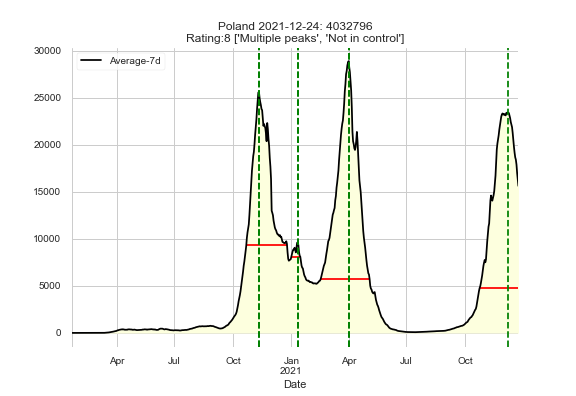 Poland 2021-12-24: 4032796
Rating:8 ['Multiple peaks', 'Not in control']
Average-7d
30000
25000
20000
15000
10000
5000
0
Apr Jul Oct Jan Apr Jul Oct
2021
Date